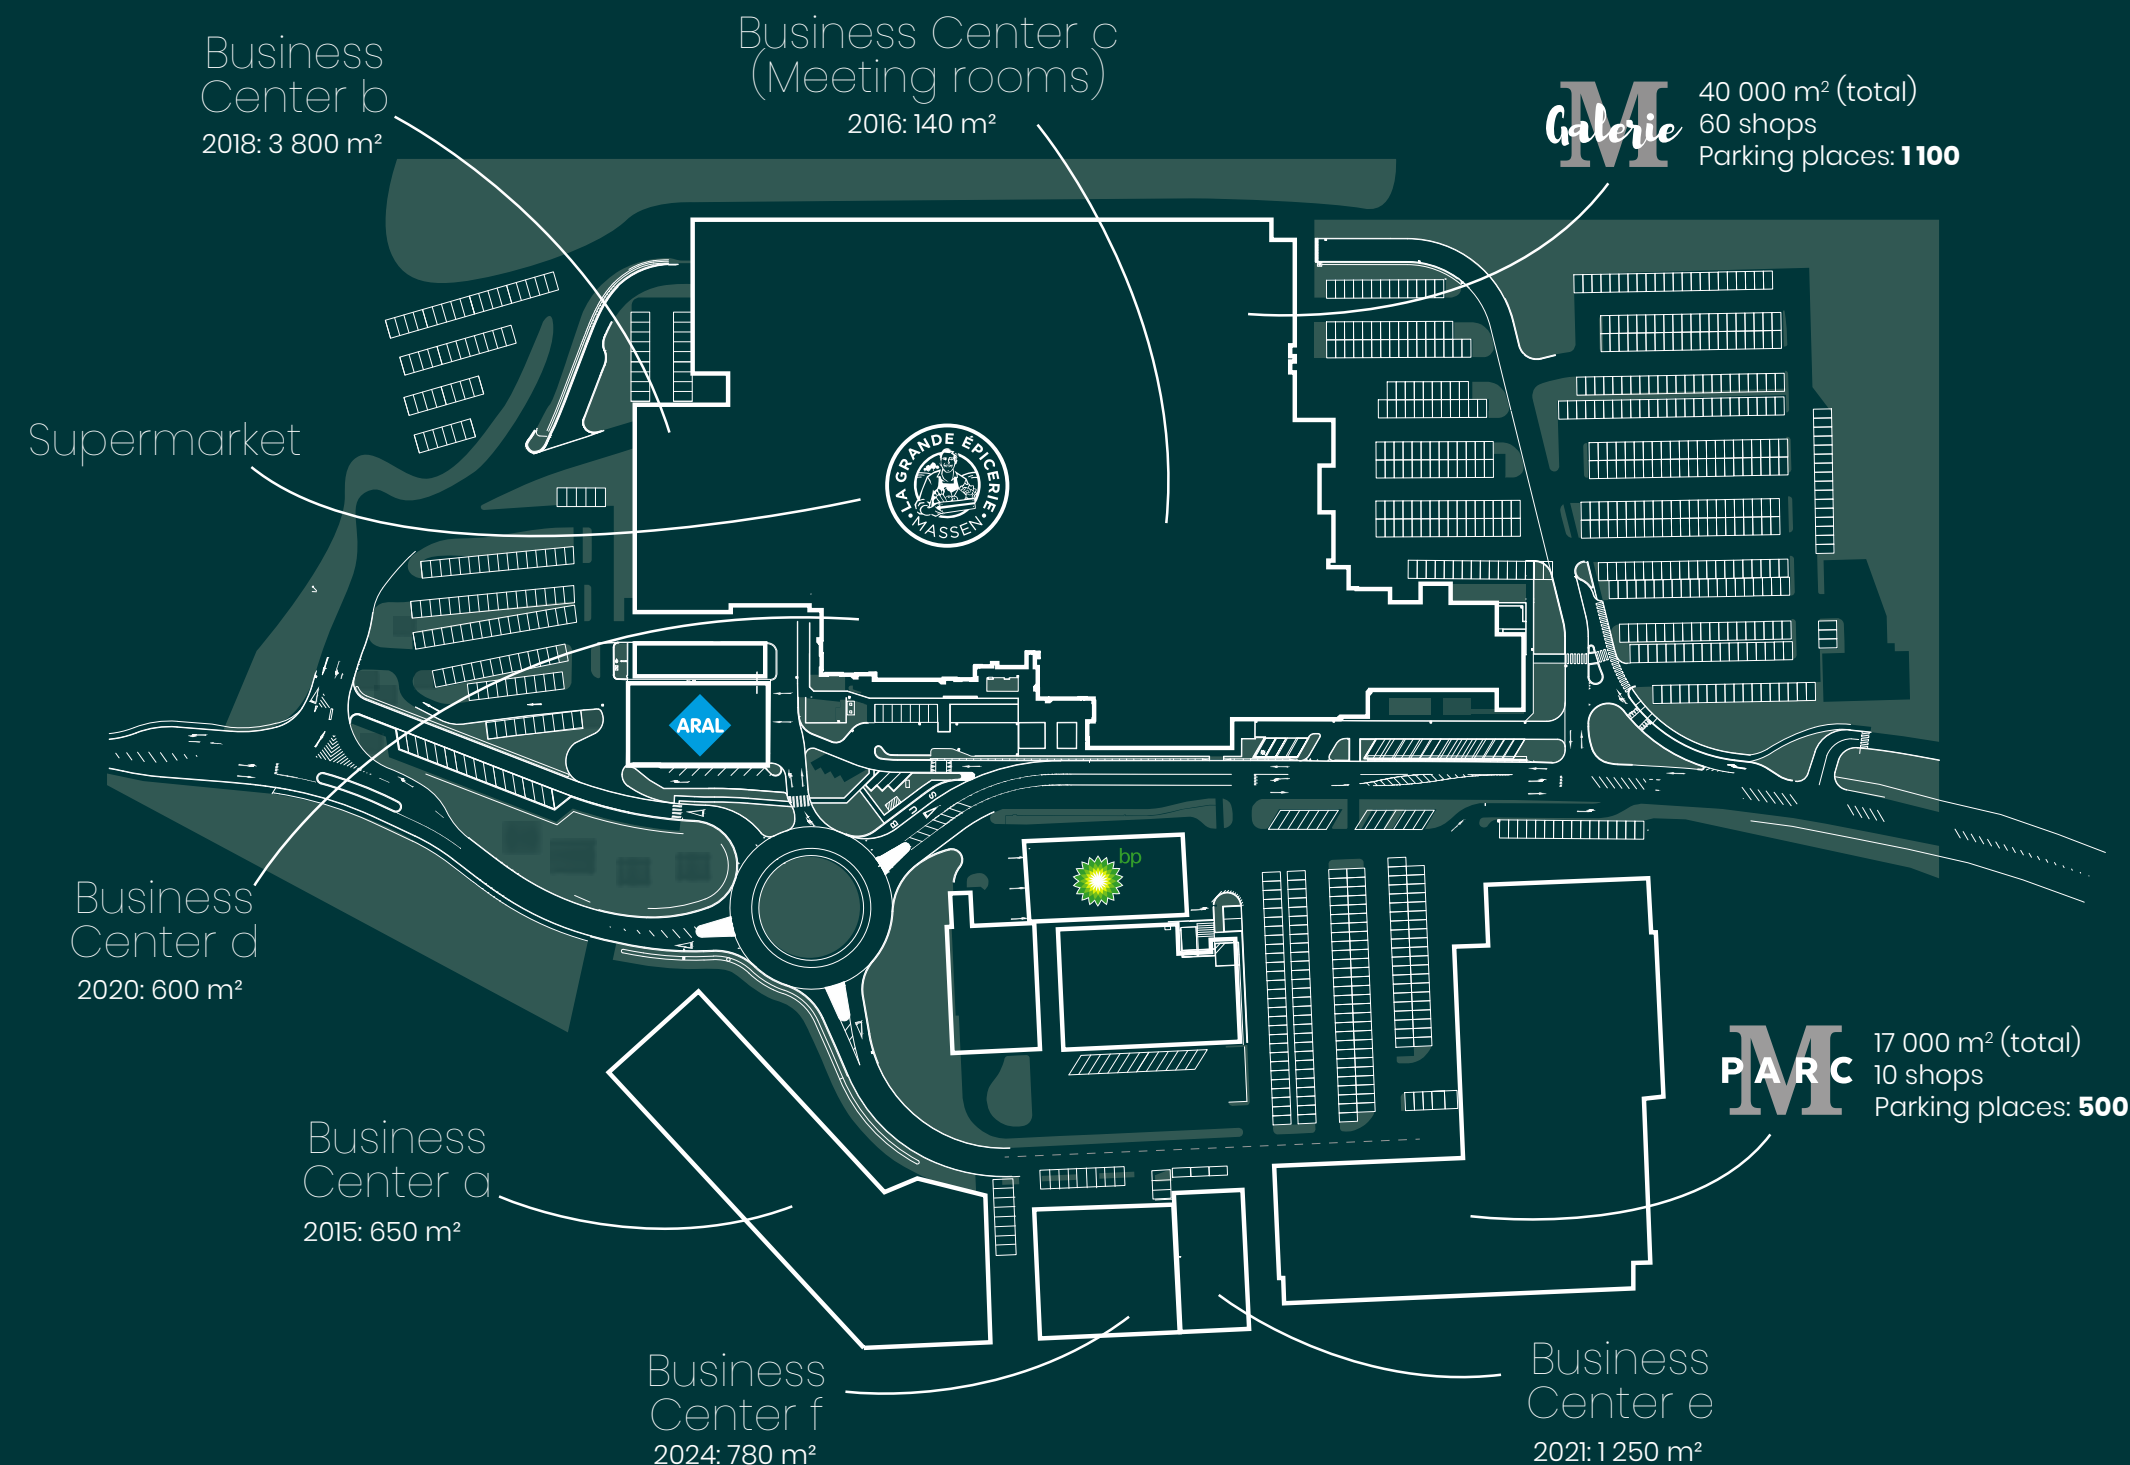 Business
Center b
2018: 3 800 m²
Business Center c
(Meeting rooms)
2016: 140 m²
M
Galerie
40 000 m² (total)
60 shops
Parking places: 1 100
Supermarket
LA GRANDE ÉPICERIE
MASSEN
ARAL
bp
Business
Center d
2020: 600 m²
M
PARC
17 000 m² (total)
10 shops
Parking places: 500
Business
Center a
2015: 650 m²
Business
Center f
2024: 780 m²
Business
Center e
2021: 1 250 m²